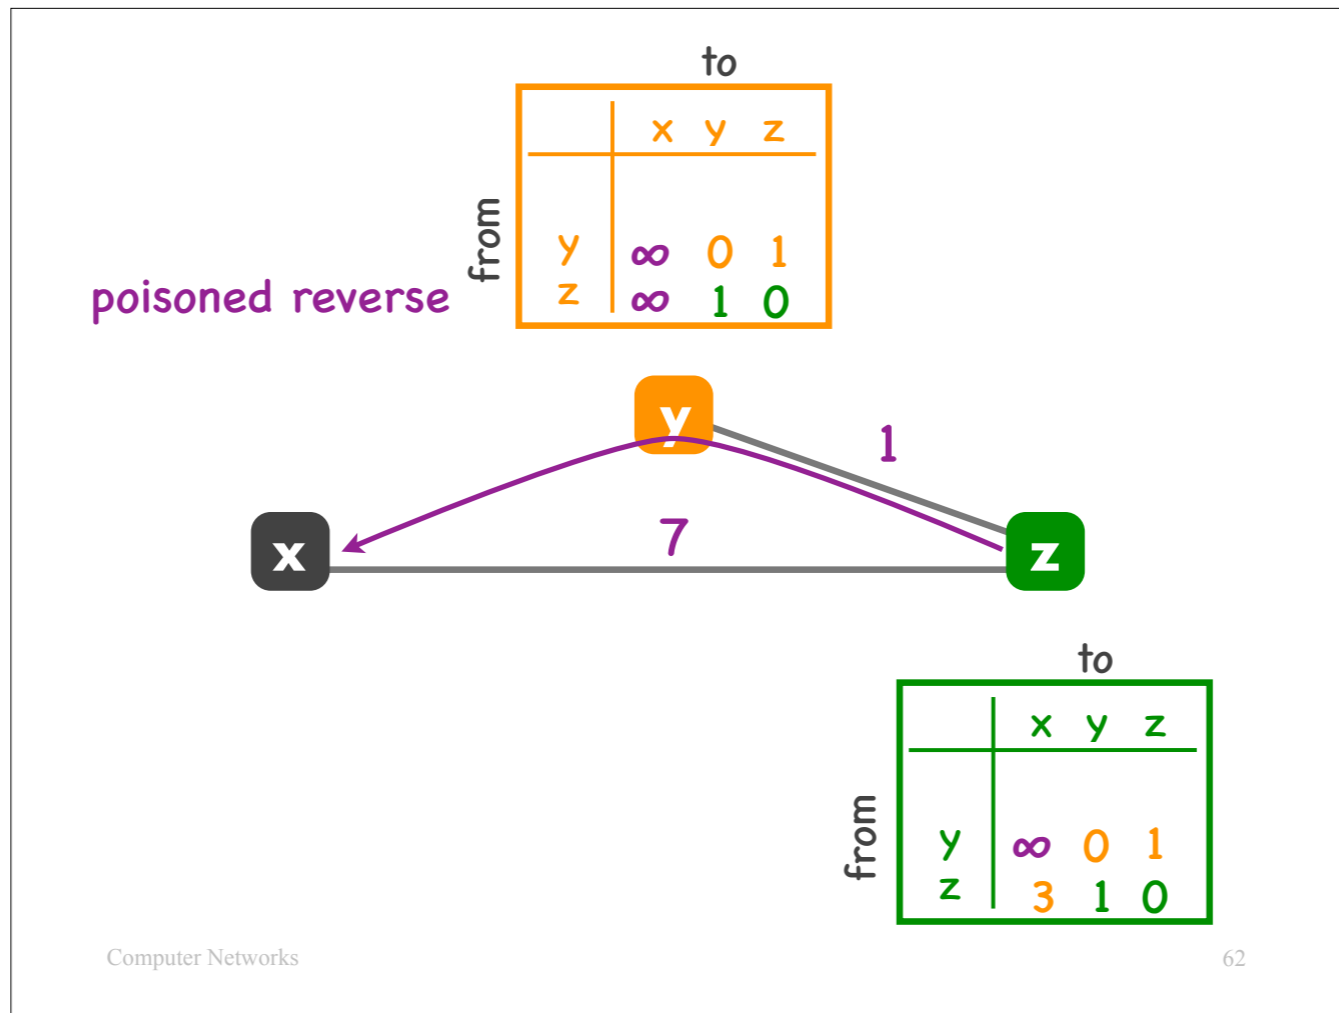 to
x y z
from
y ∞ 0 1
z ∞ 1 0
poisoned reverse
y
1
7
x
z
to
x y z
from
y ∞ 0 1
z 3 1 0
Computer Networks
62